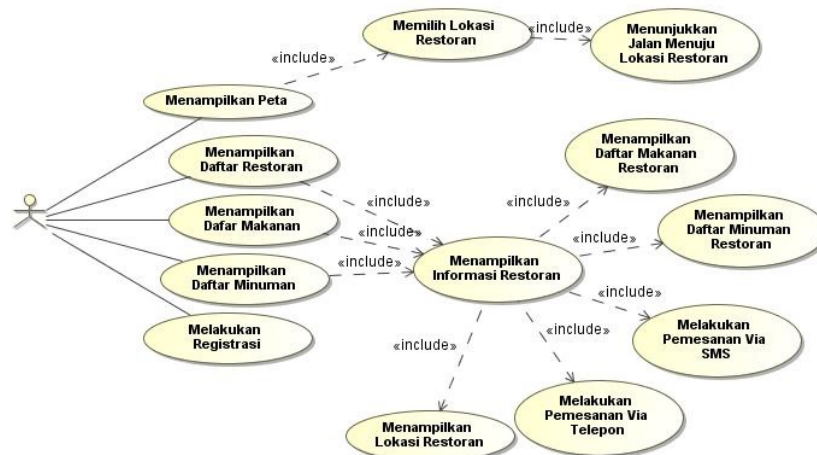 Memilih Lokasi
Restoran
«include»
Menunjukkan
Jalan Menuju
Lokasi Restoran
«include»
Menampilkan Peta
Menampilkan
Daftar Restoran
«include»
Menampilkan
Dafar Makanan
«include»
Menampilkan
Daftar Minuman
«include»
Melakukan
Registrasi
Menampilkan
Informasi Restoran
«include»
Menampilkan
Daftar Makanan
Restoran
«include»
Menampilkan
Daftar Minuman
Restoran
«include»
Melakukan
Pemesanan Via
SMS
«include»
Melakukan
Pemesanan Via
Telepon
«include»
Menampilkan
Lokasi Restoran